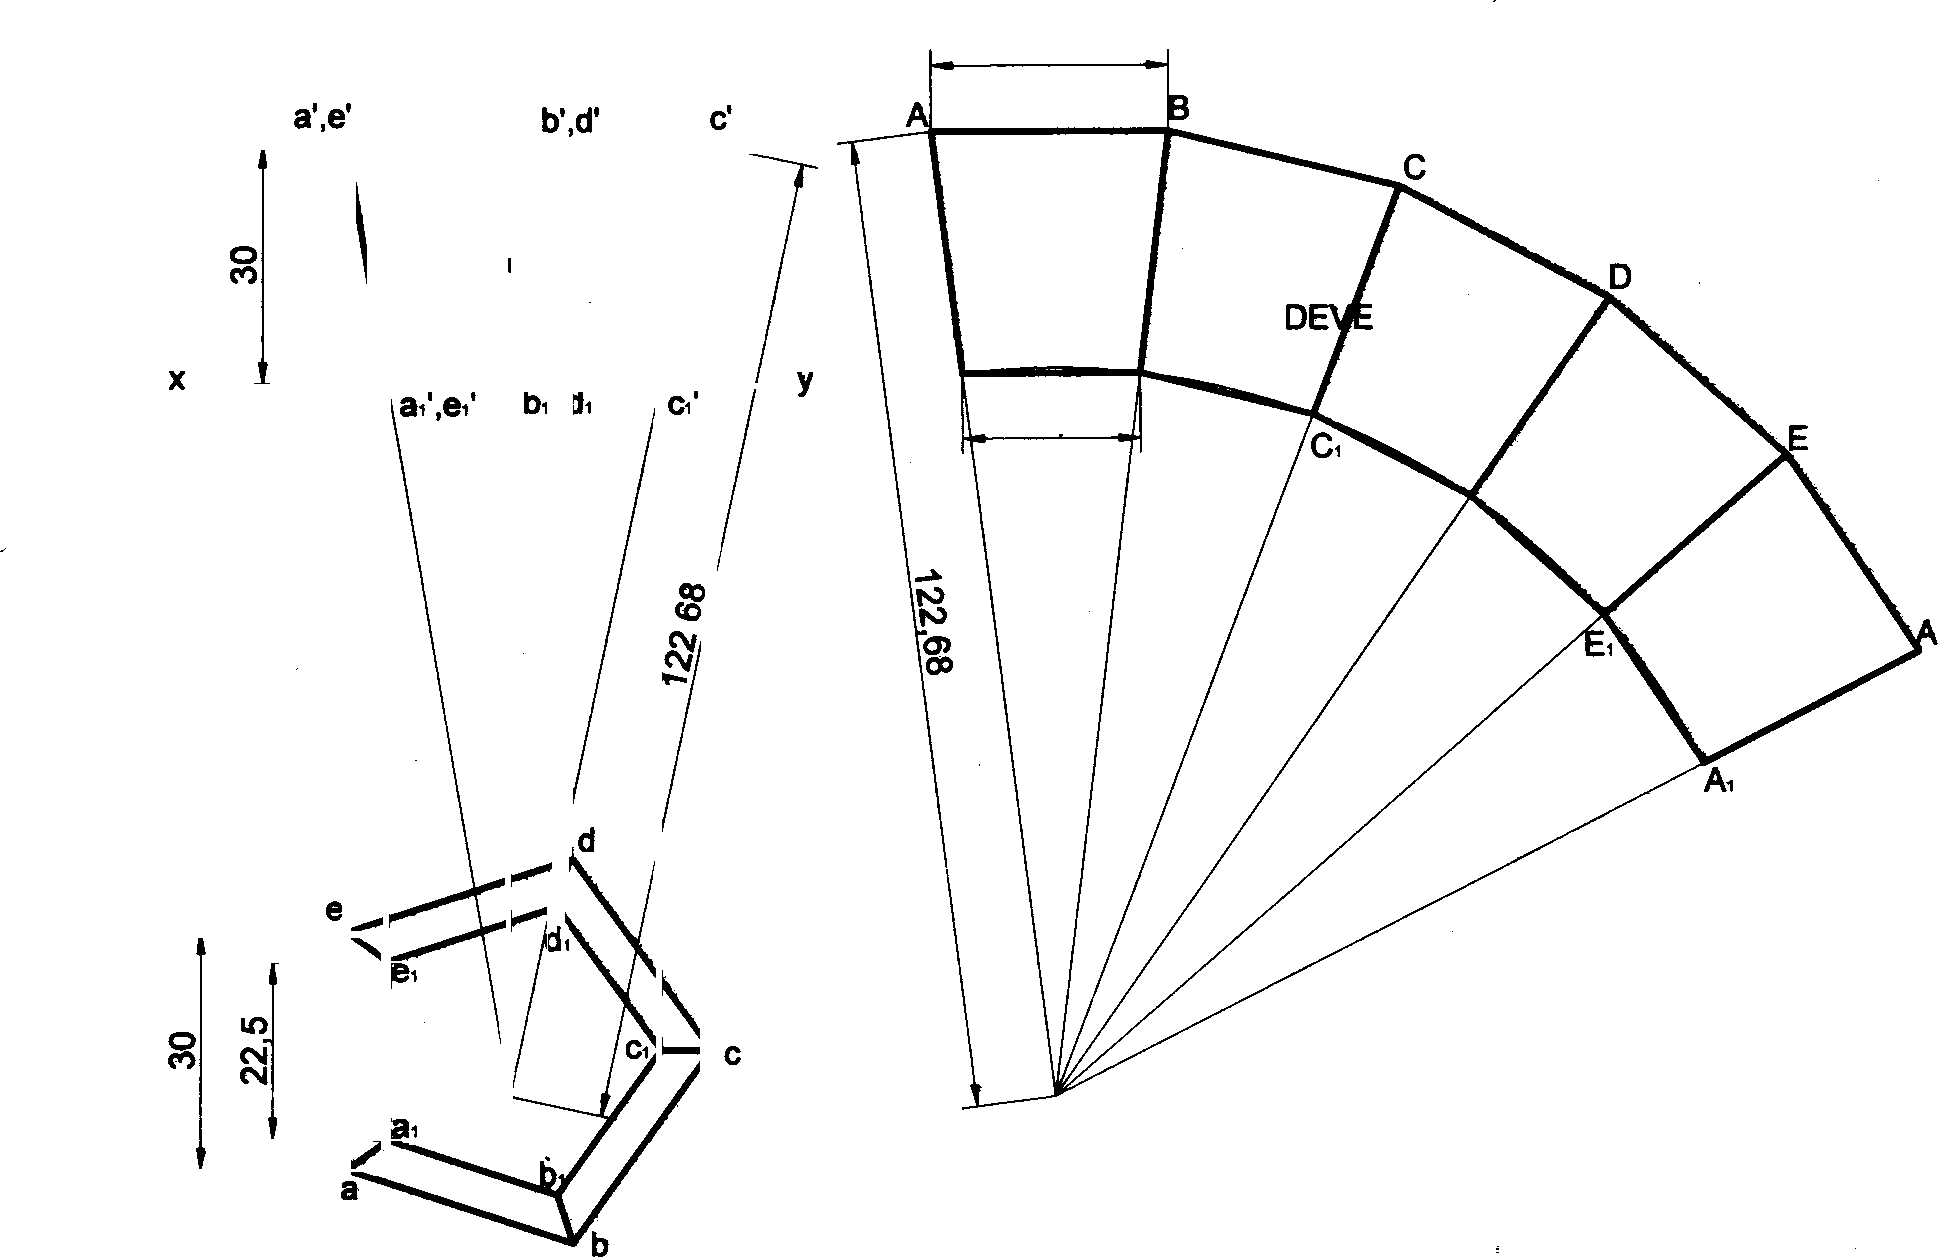 a',e' b',d' c'
A B
C
30
D
DEVE
x y
a₁',e₁' b₁ d₁ c₁'
C₁
E
122,68
122 68
E₁
A
A₁
d
e
d₁
e₁
30
22,5
c₁ c
a₁
b₁
a
b